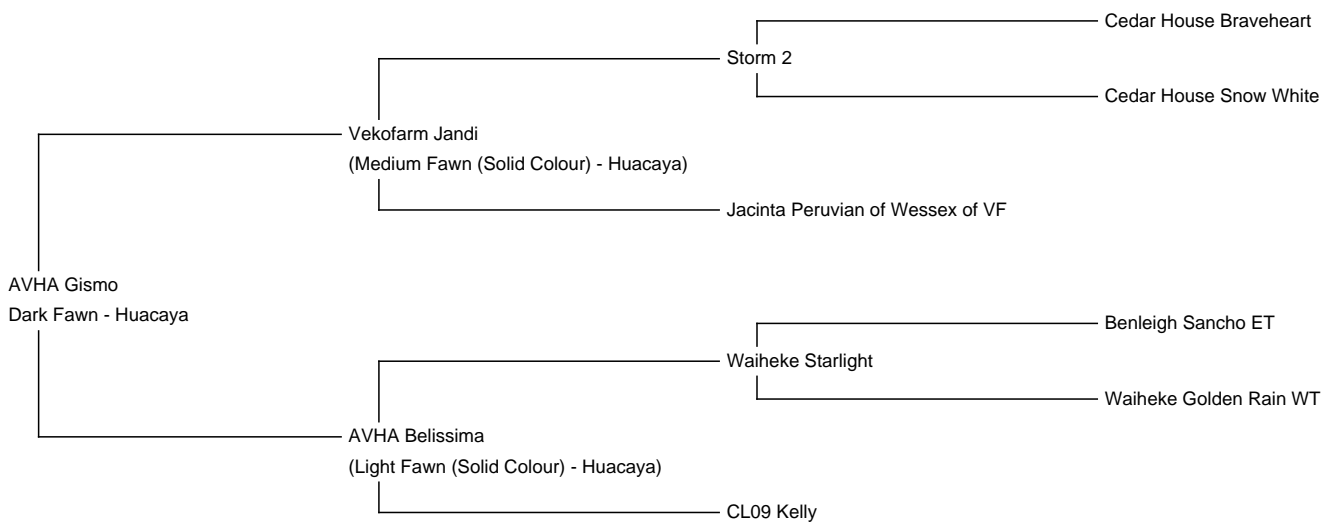 Cedar House Braveheart
Storm 2
Cedar House Snow White
Vekofarm Jandi
(Medium Fawn (Solid Colour) - Huacaya)
Jacinta Peruvian of Wessex of VF
AVHA Gismo
Dark Fawn - Huacaya
Benleigh Sancho ET
Waiheke Starlight
Waiheke Golden Rain WT
AVHA Belissima
(Light Fawn (Solid Colour) - Huacaya)
CL09 Kelly